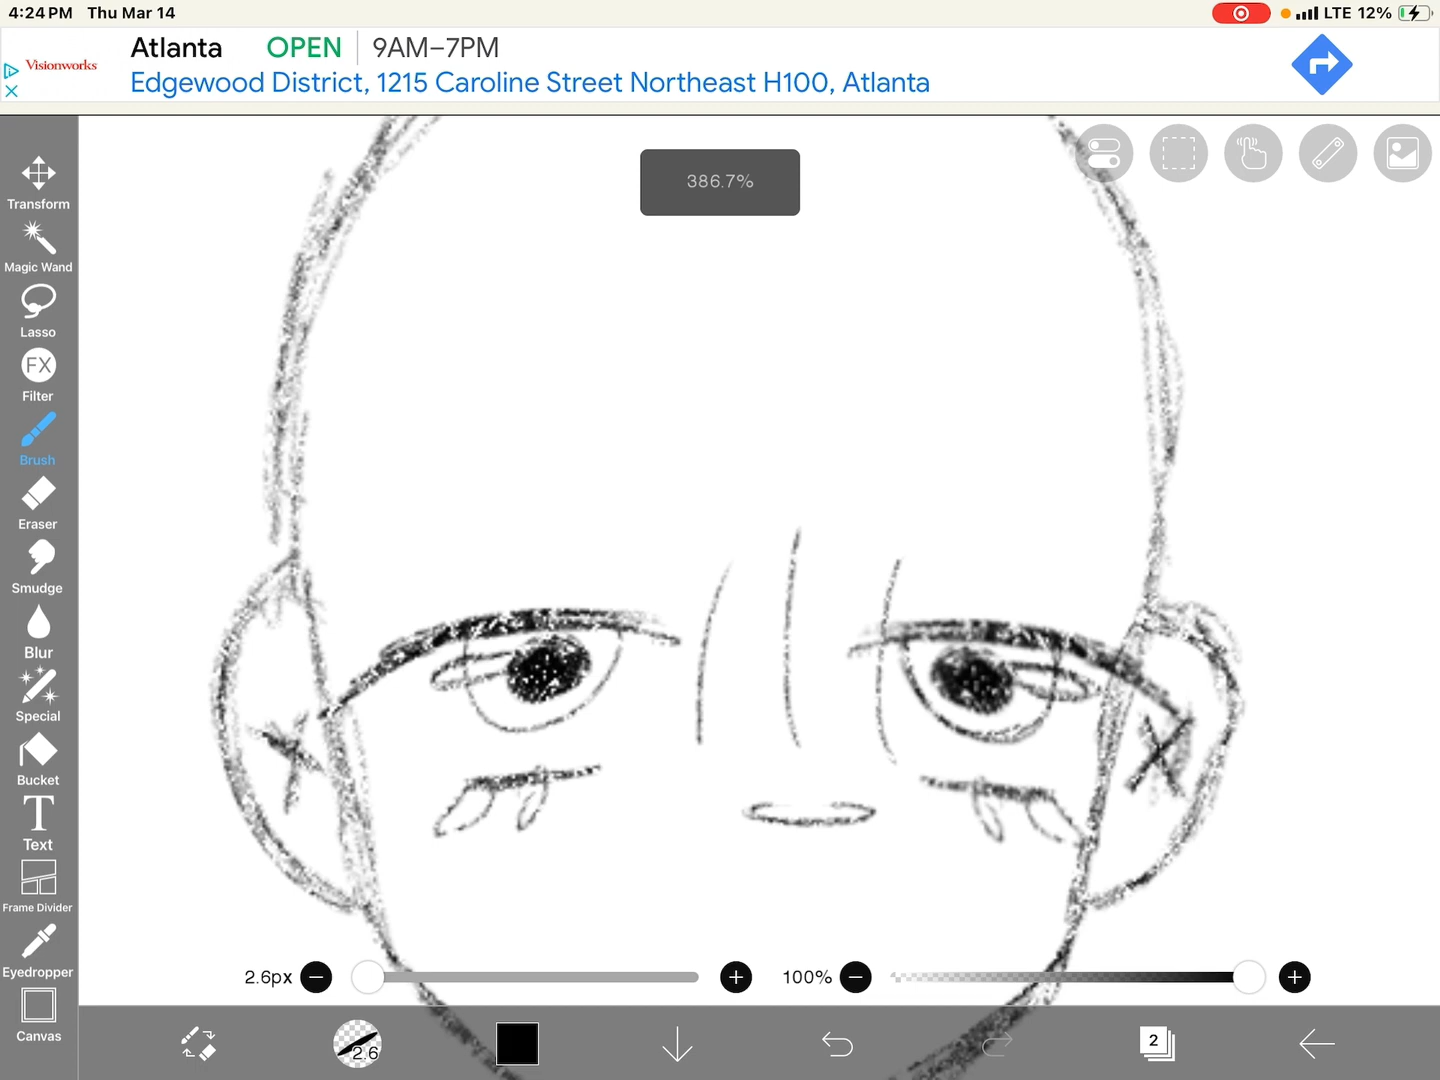 4:24 PM Thu Mar 14
LTE 12%
Visionworks
Atlanta OPEN 9AM–7PM
Edgewood District, 1215 Caroline Street Northeast H100, Atlanta
386.7%
Transform
Magic Wand
Lasso
FX
Filter
Brush
Eraser
Smudge
Blur
Special
Bucket
T
Text
Frame Divider
Eyedropper
Canvas
2.6px
100%
2.6
2